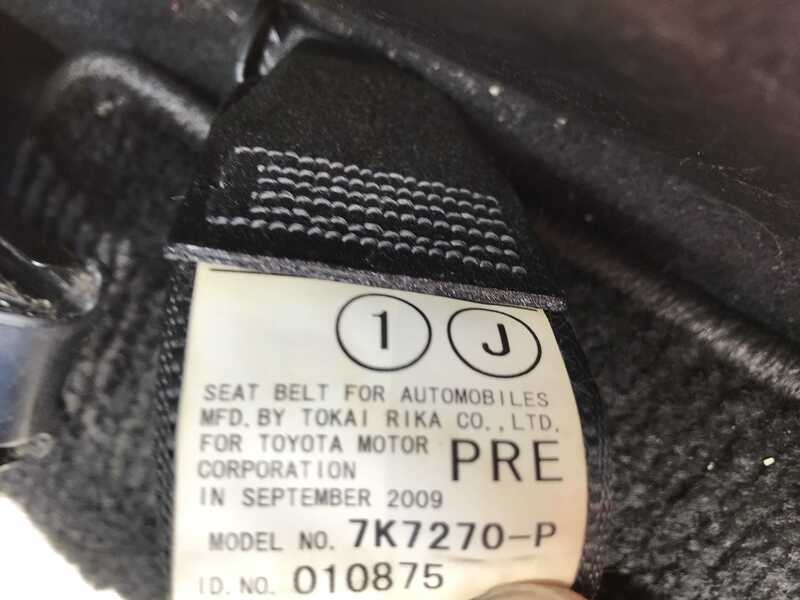 1 J
SEAT BELT FOR AUTOMOBILES
MFD. BY TOKAI RIKA CO., LTD.
FOR TOYOTA MOTOR
CORPORATION PRE
IN SEPTEMBER 2009
MODEL NO. 7K7270-P
ID. NO. 010875